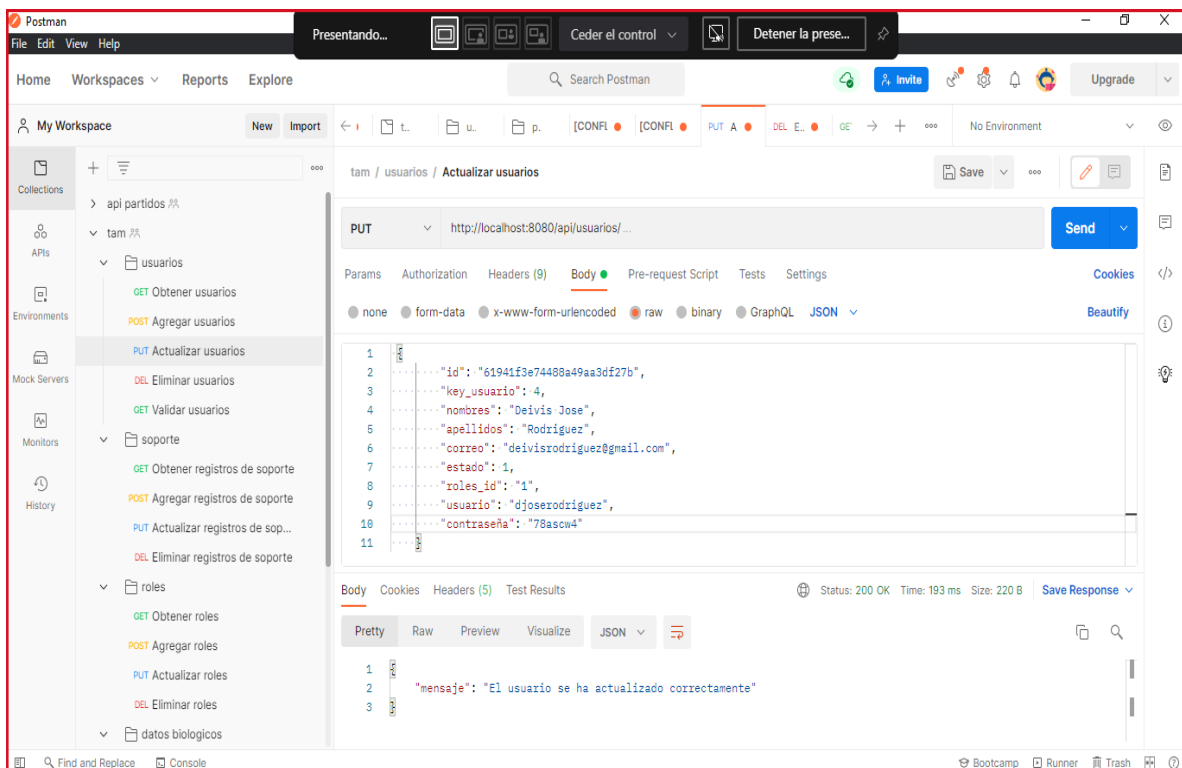 Postman
File Edit View Help
Presentando...
Ceder el control
Detener la prese...
Home Workspaces Reports Explore
Search Postman
Invite
Upgrade
My Workspace
New Import
t..
u..
p.
[CONFL
[CONFL
PUT A
DEL E..
GET
No Environment
Collections
APIs
Environments
Mock Servers
Monitors
History
api partidos
tam
usuarios
GET Obtener usuarios
POST Agregar usuarios
PUT Actualizar usuarios
DEL Eliminar usuarios
GET Validar usuarios
soporte
GET Obtener registros de soporte
POST Agregar registros de soporte
PUT Actualizar registros de sop...
DEL Eliminar registros de soporte
roles
GET Obtener roles
POST Agregar roles
PUT Actualizar roles
DEL Eliminar roles
datos biologicos
tam / usuarios / Actualizar usuarios
Save
PUT http://localhost:8080/api/usuarios/ ...
Send
Params Authorization Headers (9) Body Pre-request Script Tests Settings Cookies
none form-data x-www-form-urlencoded raw binary GraphQL JSON Beautify
1 {
2 "id": "61941f3e74488a49aa3df27b",
3 "key_usuario": 4,
4 "nombres": "Deivis Jose",
5 "apellidos": "Rodriguez",
6 "correo": "deivisrodriguez@gmail.com",
7 "estado": 1,
8 "roles_id": "1",
9 "usuario": "djoserodriguez",
10 "contraseña": "78ascw4"
11 }
Body Cookies Headers (5) Test Results Status: 200 OK Time: 193 ms Size: 220 B Save Response
Pretty Raw Preview Visualize JSON
1 {
2 "mensaje": "El usuario se ha actualizado correctamente"
3 }
Find and Replace Console
Bootcamp Runner Trash